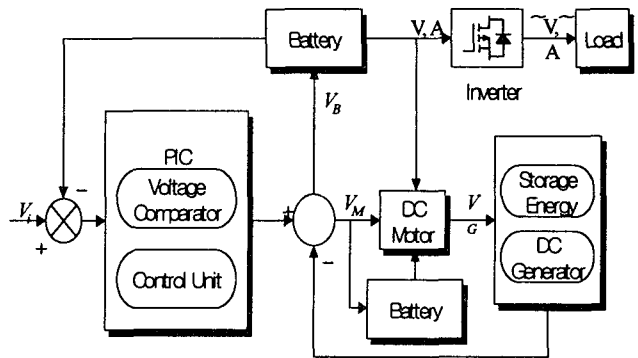 Battery
V, A
Inverter
Ṽ, Ã
Load
V_B
PIC
Voltage
Comparator
Control Unit
V_i
+
−
+
−
V_M
DC
Motor
V
G
Storage
Energy
DC
Generator
Battery